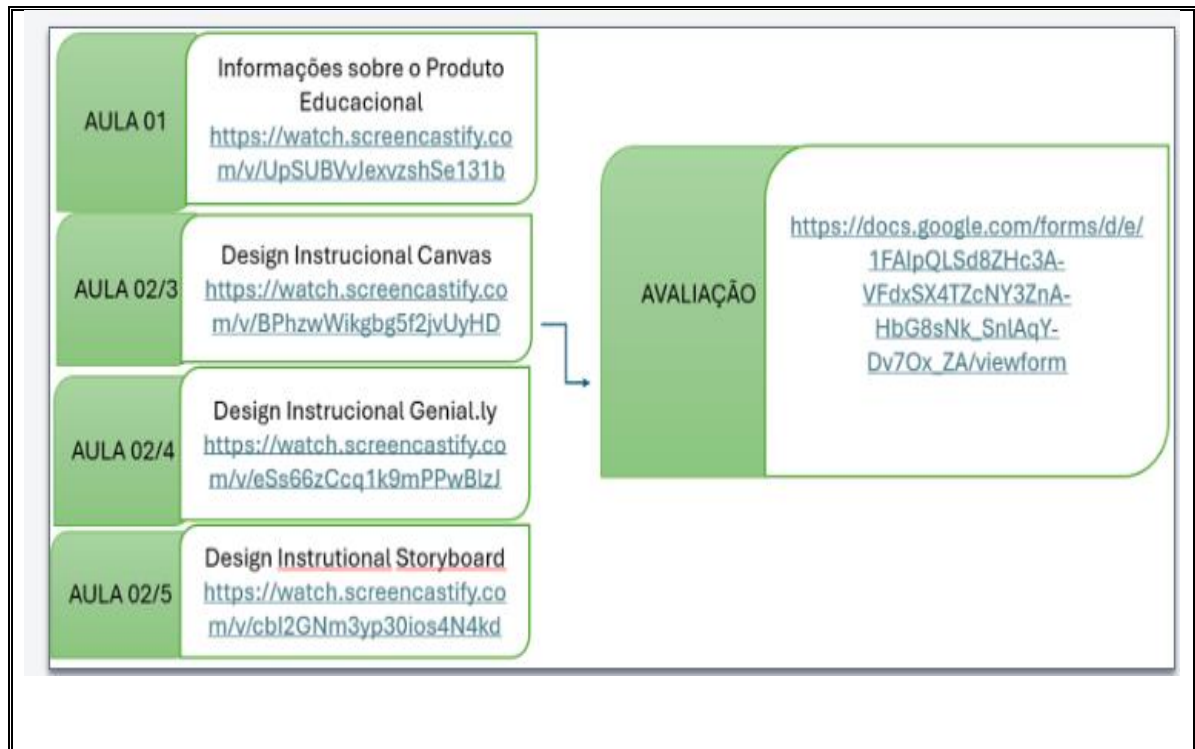 AULA 01
Informações sobre o Produto
Educacional
https://watch.screencastify.co
m/v/UpSUBVvJexvzshSe131b
AULA 02/3
Design Instrucional Canvas
https://watch.screencastify.co
m/v/BPhzwWikgbg5f2jvUyHD
AULA 02/4
Design Instrucional Genial.ly
https://watch.screencastify.co
m/v/eSs66zCcq1k9mPPwBlzJ
AULA 02/5
Design Instrutional Storyboard
https://watch.screencastify.co
m/v/cbI2GNm3yp30ios4N4kd
AVALIAÇÃO
https://docs.google.com/forms/d/e/
1FAIpQLSd8ZHc3A-
VFdxSX4TZcNY3ZnA-
HbG8sNk_SnlAqY-
Dv7Ox_ZA/viewform